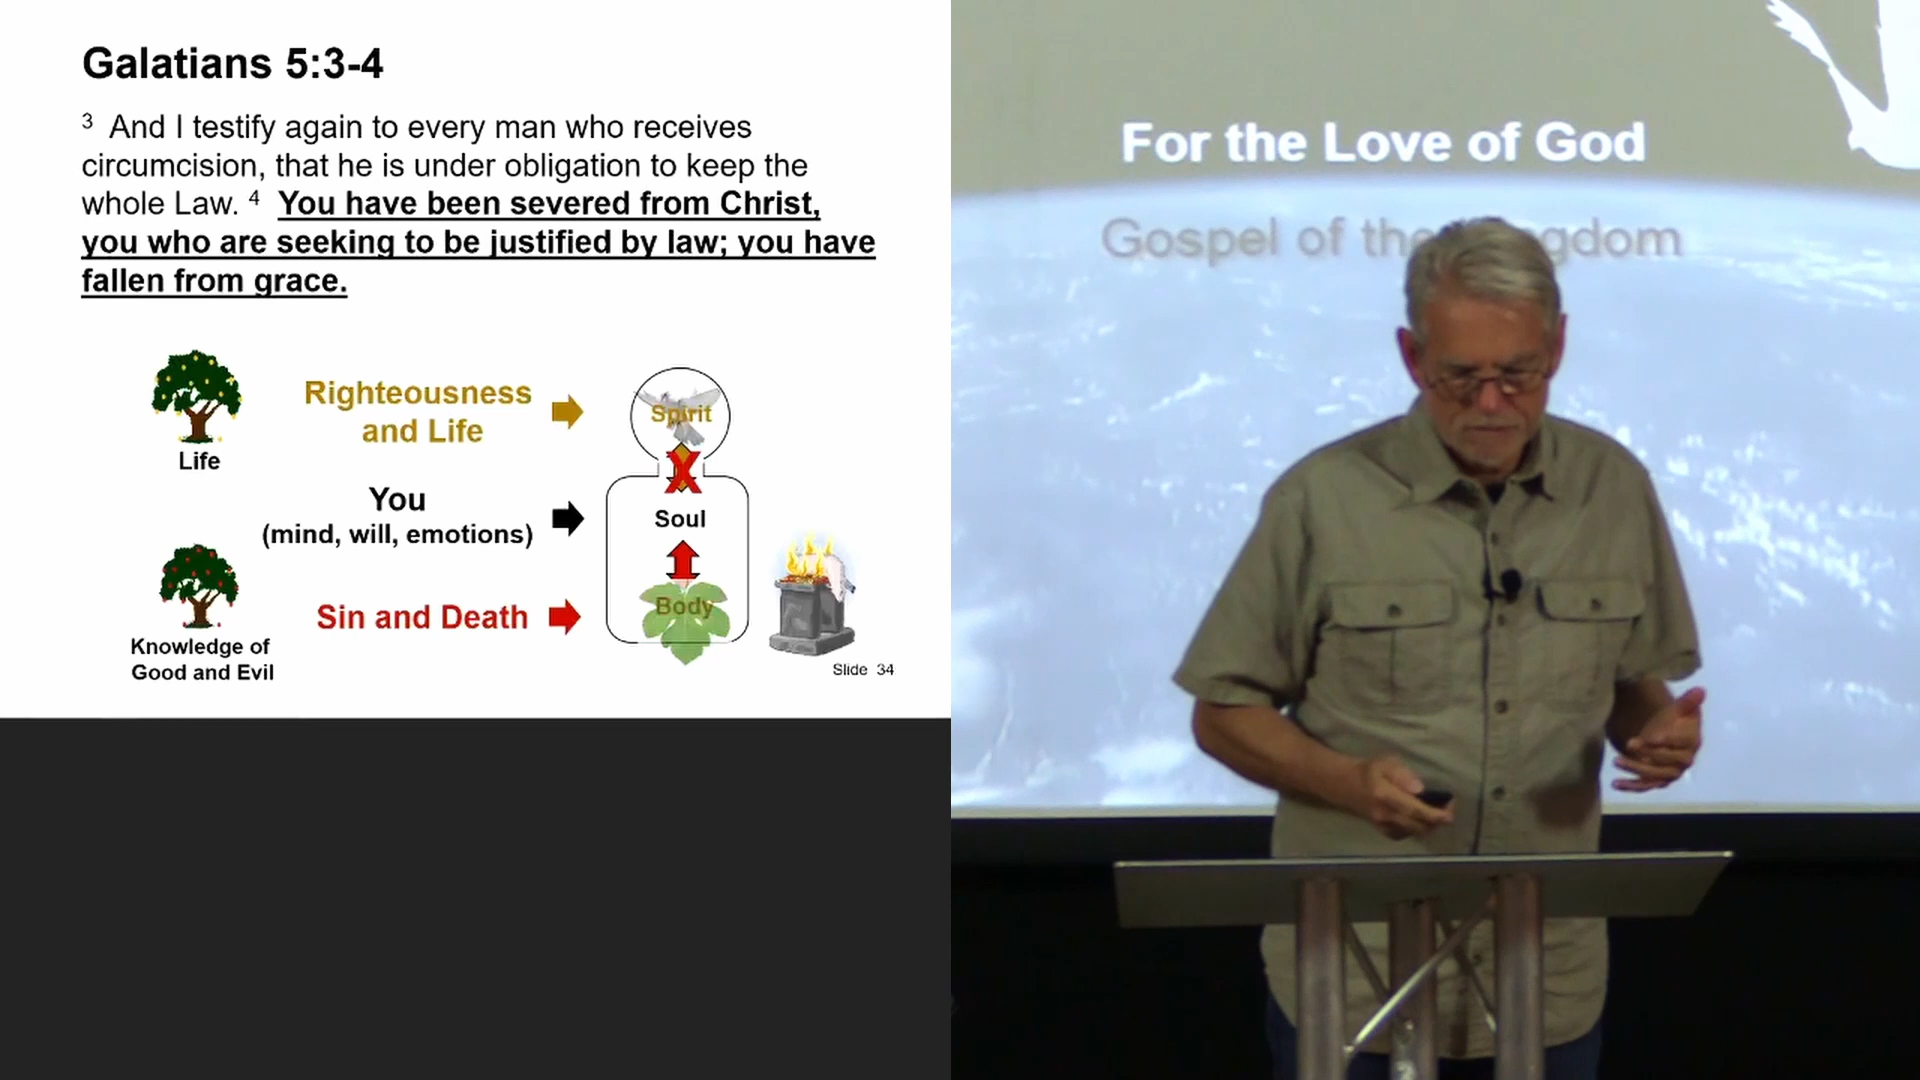 Galatians 5:3-4
3 And I testify again to every man who receives
circumcision, that he is under obligation to keep the
whole Law. 4 You have been severed from Christ,
you who are seeking to be justified by law; you have
fallen from grace.
Righteousness
and Life
Spirit
Life
You
(mind, will, emotions)
Soul
Body
Sin and Death
Knowledge of
Good and Evil
Slide 34
For the Love of God
Gospel of the gdom